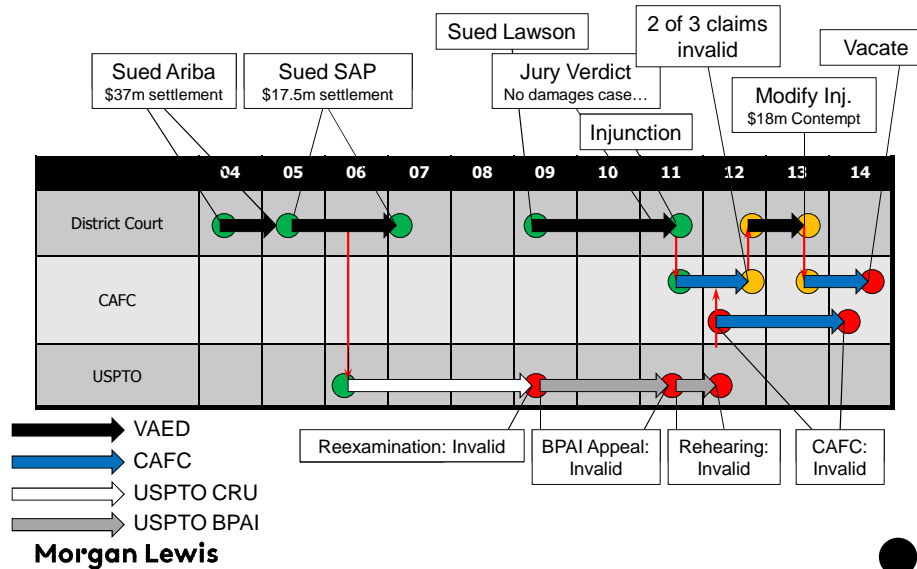 Sued Lawson
2 of 3 claims
invalid
Vacate
Sued Ariba
$37m settlement
Sued SAP
$17.5m settlement
Jury Verdict
No damages case…
Modify Inj.
$18m Contempt
Injunction
04 05 06 07 08 09 10 11 12 13 14
District Court
CAFC
USPTO
Reexamination: Invalid
BPAI Appeal:
Invalid
Rehearing:
Invalid
CAFC:
Invalid
VAED
CAFC
USPTO CRU
USPTO BPAI
Morgan Lewis